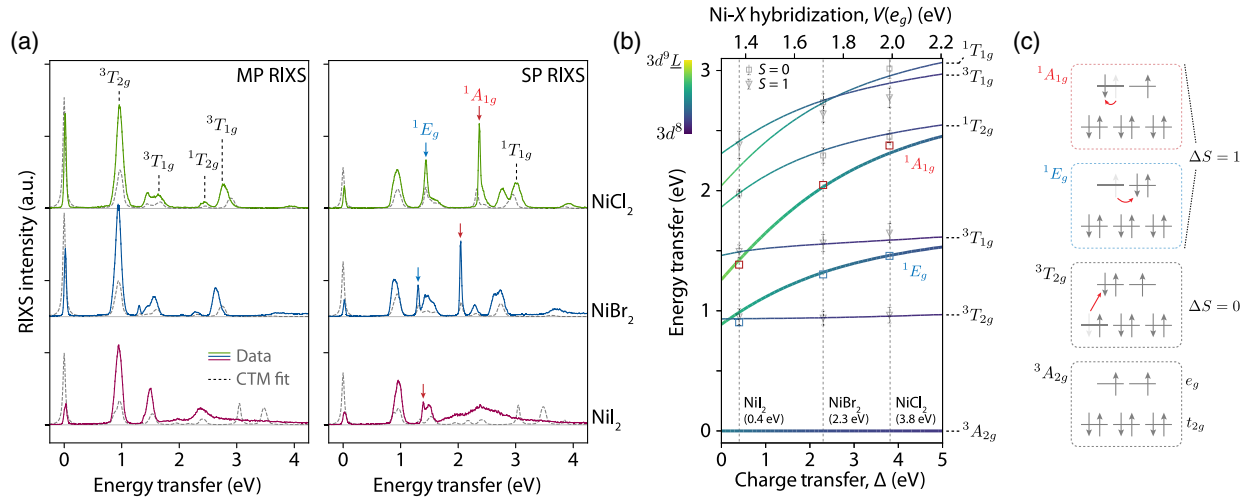 (a)
MP RIXS
SP RIXS
RIXS intensity (a.u.)
³T₂g
³T₁g
¹T₂g
³T₁g
¹Eg
¹A₁g
¹T₁g
NiCl₂
NiBr₂
NiI₂
Data
CTM fit
0 1 2 3 4
0 1 2 3 4
Energy transfer (eV)
Energy transfer (eV)
(b)
Ni-X hybridization, V(eg) (eV)
1.4 1.6 1.8 2.0 2.2
3d⁹L̲
3d⁸
S = 0
S = 1
Energy transfer (eV)
3
2
1
0
¹T₁g
³T₁g
¹T₂g
¹A₁g
³T₁g
¹Eg
³T₂g
³A₂g
NiI₂
(0.4 eV)
NiBr₂
(2.3 eV)
NiCl₂
(3.8 eV)
0 1 2 3 4 5
Charge transfer, Δ (eV)
(c)
¹A₁g
¹Eg
ΔS = 1
³T₂g
ΔS = 0
³A₂g
eg
t₂g